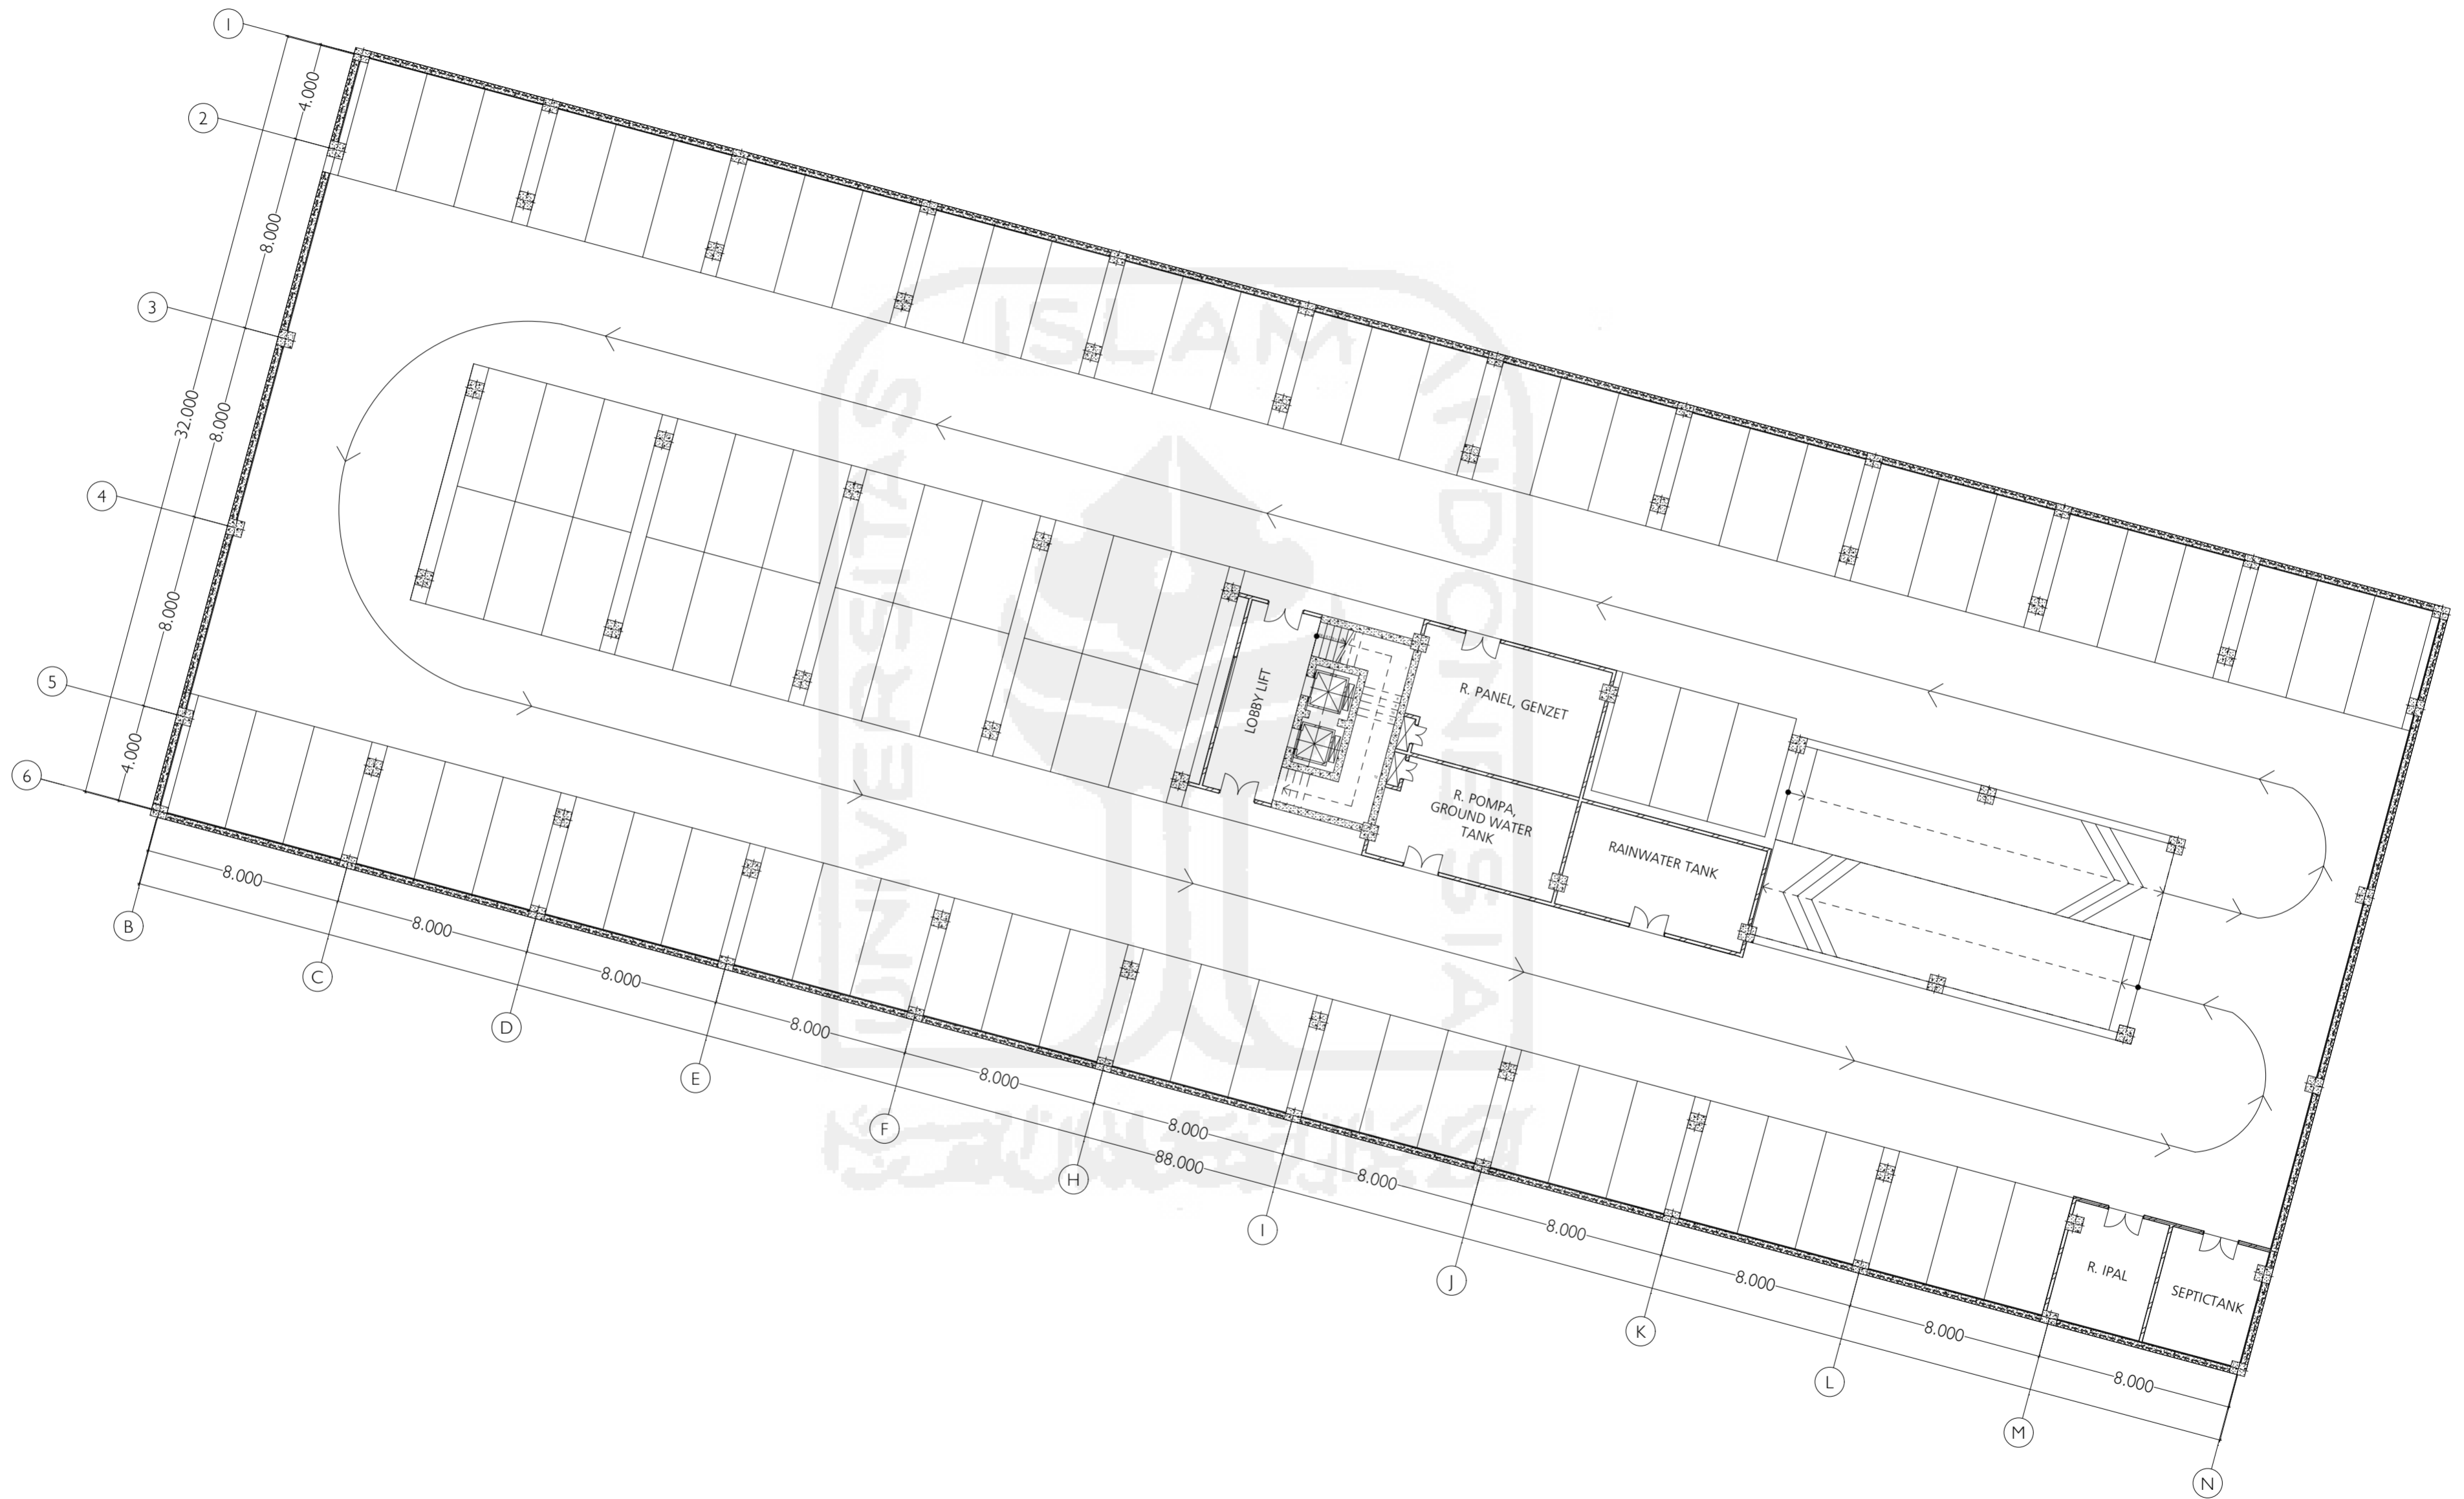 1
2
3
4
5
6
4.000
8.000
8.000
8.000
4.000
32.000
LOBBY LIFT
R. PANEL, GENZET
R. POMPA,
GROUND WATER
TANK
RAINWATER TANK
R. IPAL
SEPTICTANK
8.000
8.000
8.000
8.000
8.000
8.000
8.000
8.000
8.000
8.000
8.000
88.000
B
C
D
E
F
H
I
J
K
L
M
N
UNIVERSITAS
ISLAM
INDONESIA